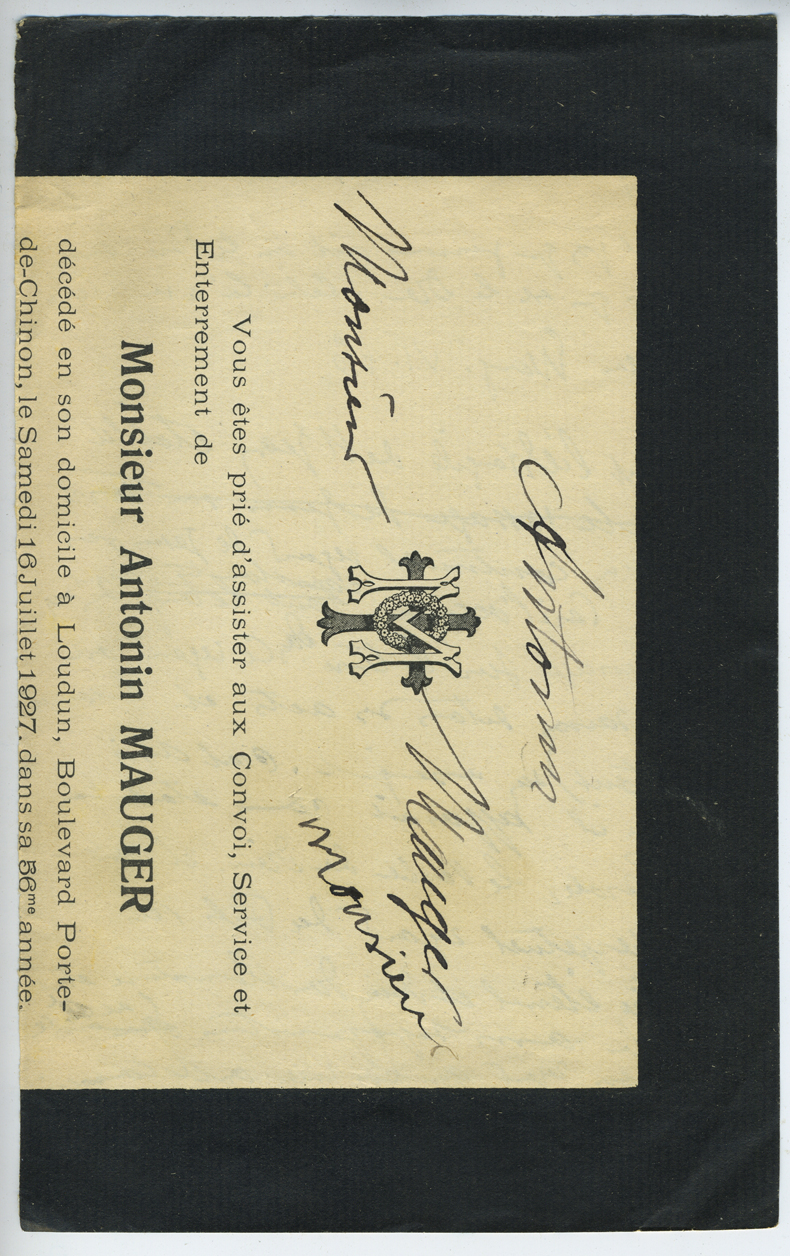 Antonin
Monsieur Mauger
Monsieur
Vous êtes prié d'assister aux Convoi, Service et
Enterrement de
Monsieur Antonin MAUGER
décédé en son domicile à Loudun, Boulevard Porte-
de-Chinon, le Samedi 16 Juillet 1927, dans sa 56me année.